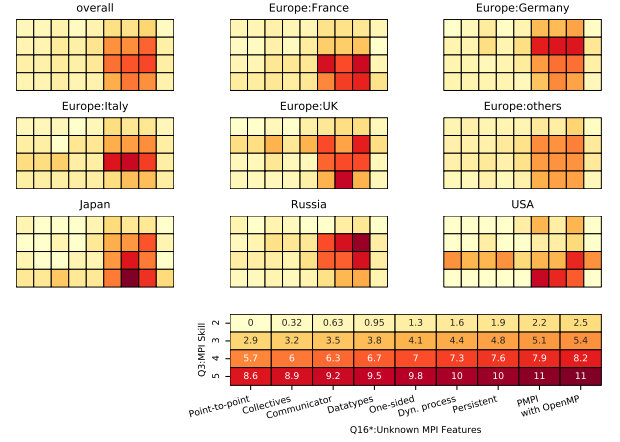 overall Europe:France Europe:Germany
Europe:Italy Europe:UK Europe:others
Japan Russia USA
Q3:MPI Skill
2 0 0.32 0.63 0.95 1.3 1.6 1.9 2.2 2.5
3 2.9 3.2 3.5 3.8 4.1 4.4 4.8 5.1 5.4
4 5.7 6 6.3 6.7 7 7.3 7.6 7.9 8.2
5 8.6 8.9 9.2 9.5 9.8 10 10 11 11
Point-to-point Collectives Communicator Datatypes One-sided Dyn. process Persistent PMPI with OpenMP
Q16*:Unknown MPI Features